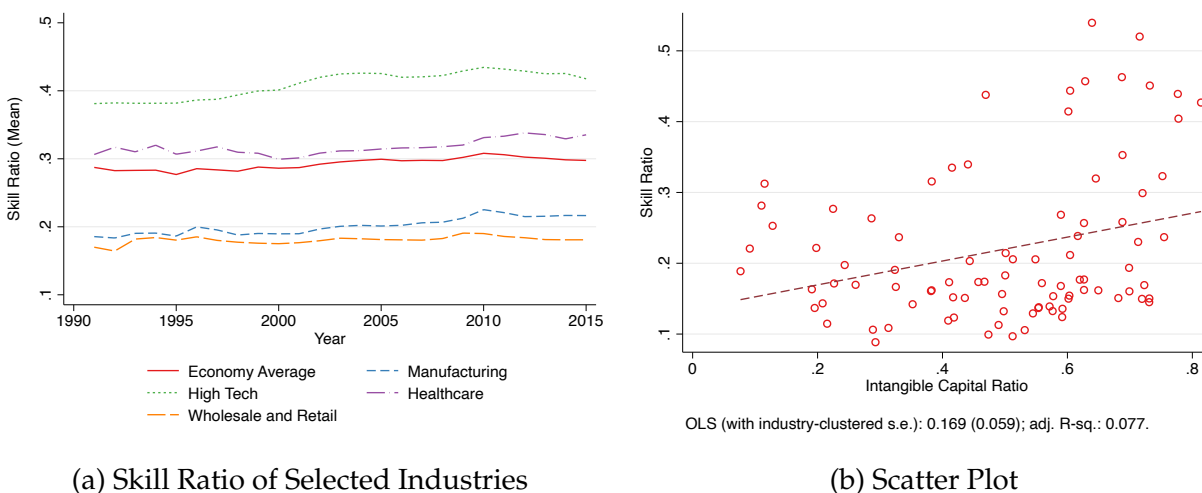 .5
.4
.3
.2
.1
Skill Ratio (Mean)
1990 1995 2000 2005 2010 2015
Year
Economy Average Manufacturing
High Tech Healthcare
Wholesale and Retail
(a) Skill Ratio of Selected Industries
.5
.4
.3
.2
.1
Skill Ratio
0 .2 .4 .6 .8
Intangible Capital Ratio
OLS (with industry-clustered s.e.): 0.169 (0.059); adj. R-sq.: 0.077.
(b) Scatter Plot